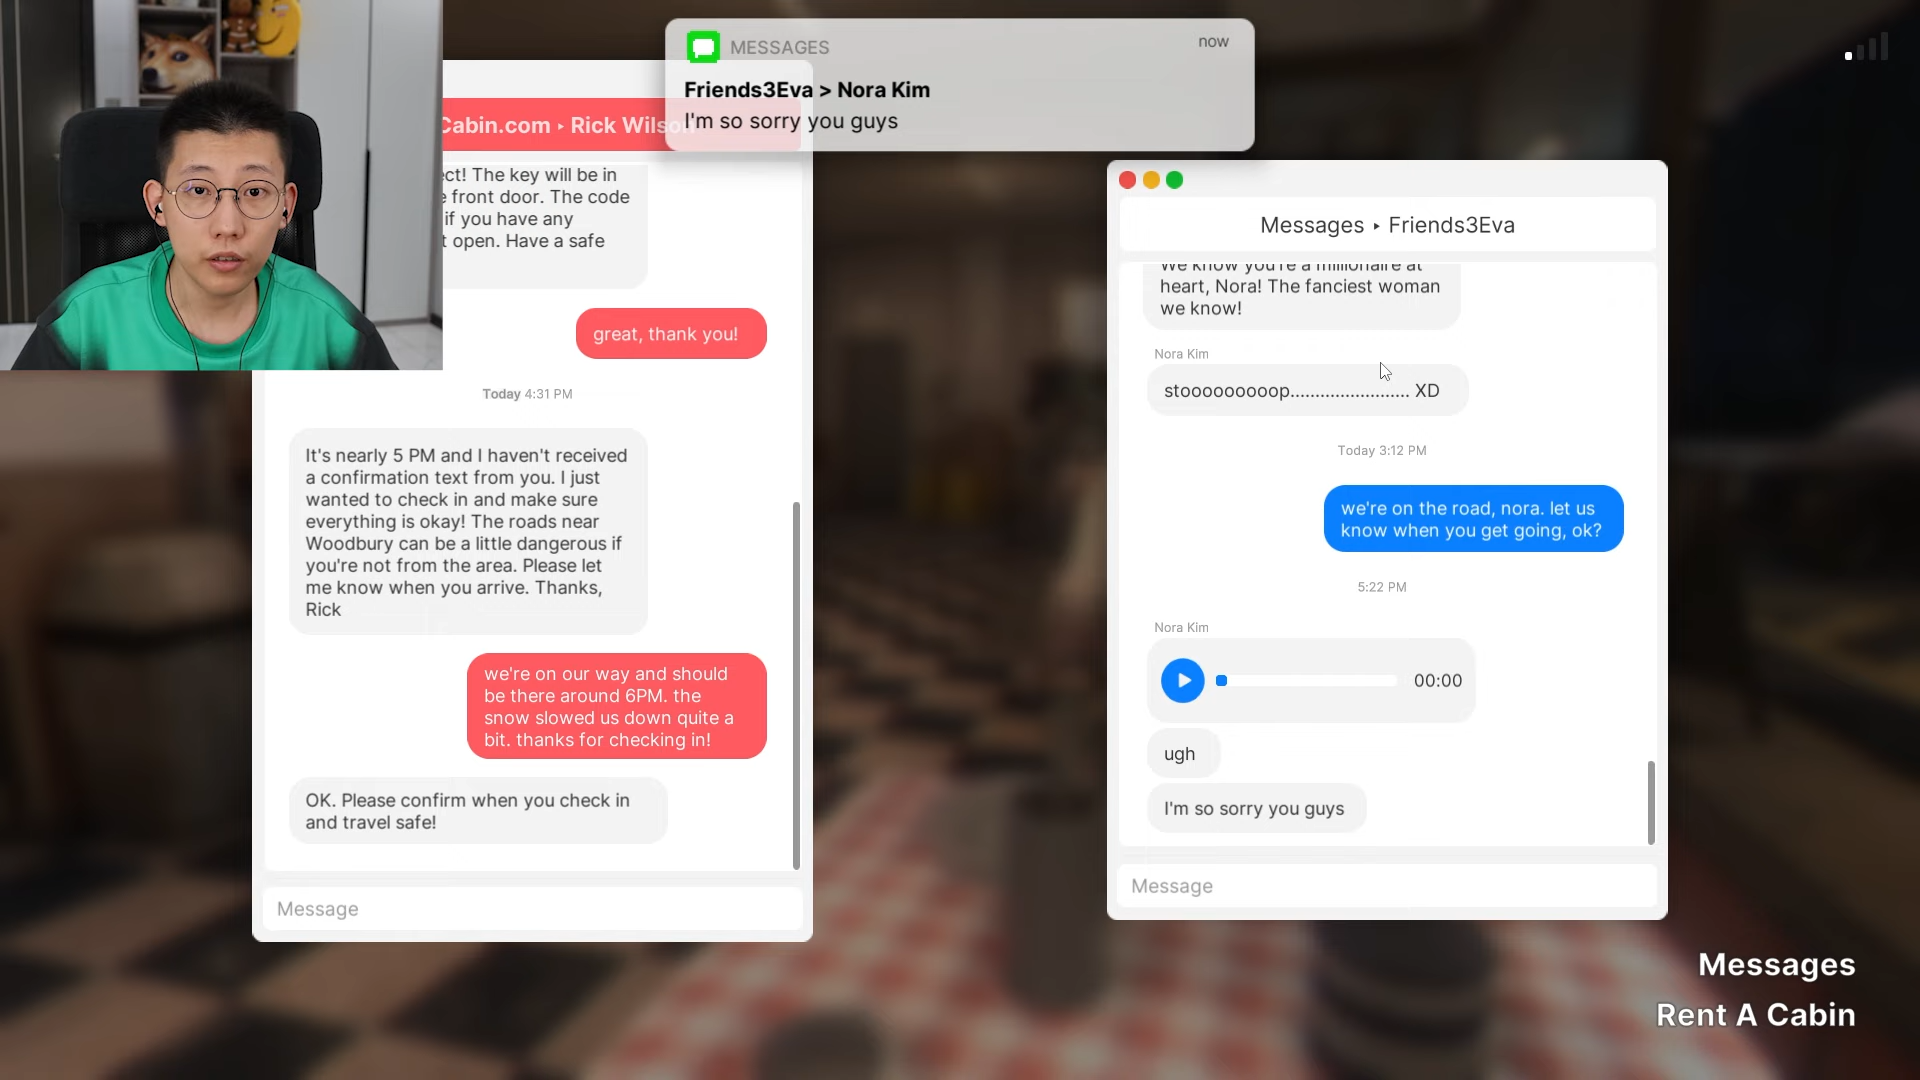 MESSAGES
now
Friends3Eva > Nora Kim
I'm so sorry you guys
Cabin.com ▸ Rick Wilson
ect! The key will be in
front door. The code
if you have any
t open. Have a safe
great, thank you!
Today 4:31 PM
It's nearly 5 PM and I haven't received
a confirmation text from you. I just
wanted to check in and make sure
everything is okay! The roads near
Woodbury can be a little dangerous if
you're not from the area. Please let
me know when you arrive. Thanks,
Rick
we're on our way and should
be there around 6PM. the
snow slowed us down quite a
bit. thanks for checking in!
OK. Please confirm when you check in
and travel safe!
Message
Messages ▸ Friends3Eva
We know you're a millionaire at
heart, Nora! The fanciest woman
we know!
Nora Kim
stooooooooop........................ XD
Today 3:12 PM
we're on the road, nora. let us
know when you get going, ok?
5:22 PM
Nora Kim
00:00
ugh
I'm so sorry you guys
Message
Messages
Rent A Cabin